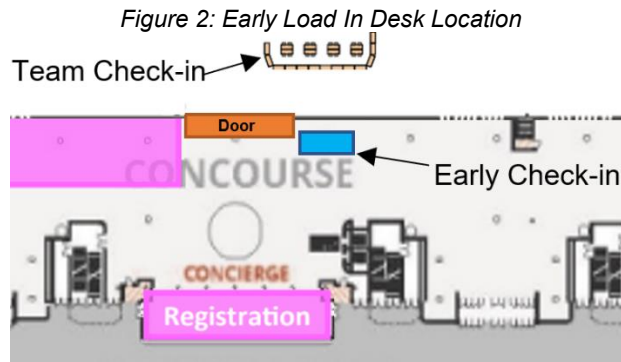 Figure 2: Early Load In Desk Location
Team Check-in
Door
CONCOURSE
Early Check-in
CONCIERGE
Registration